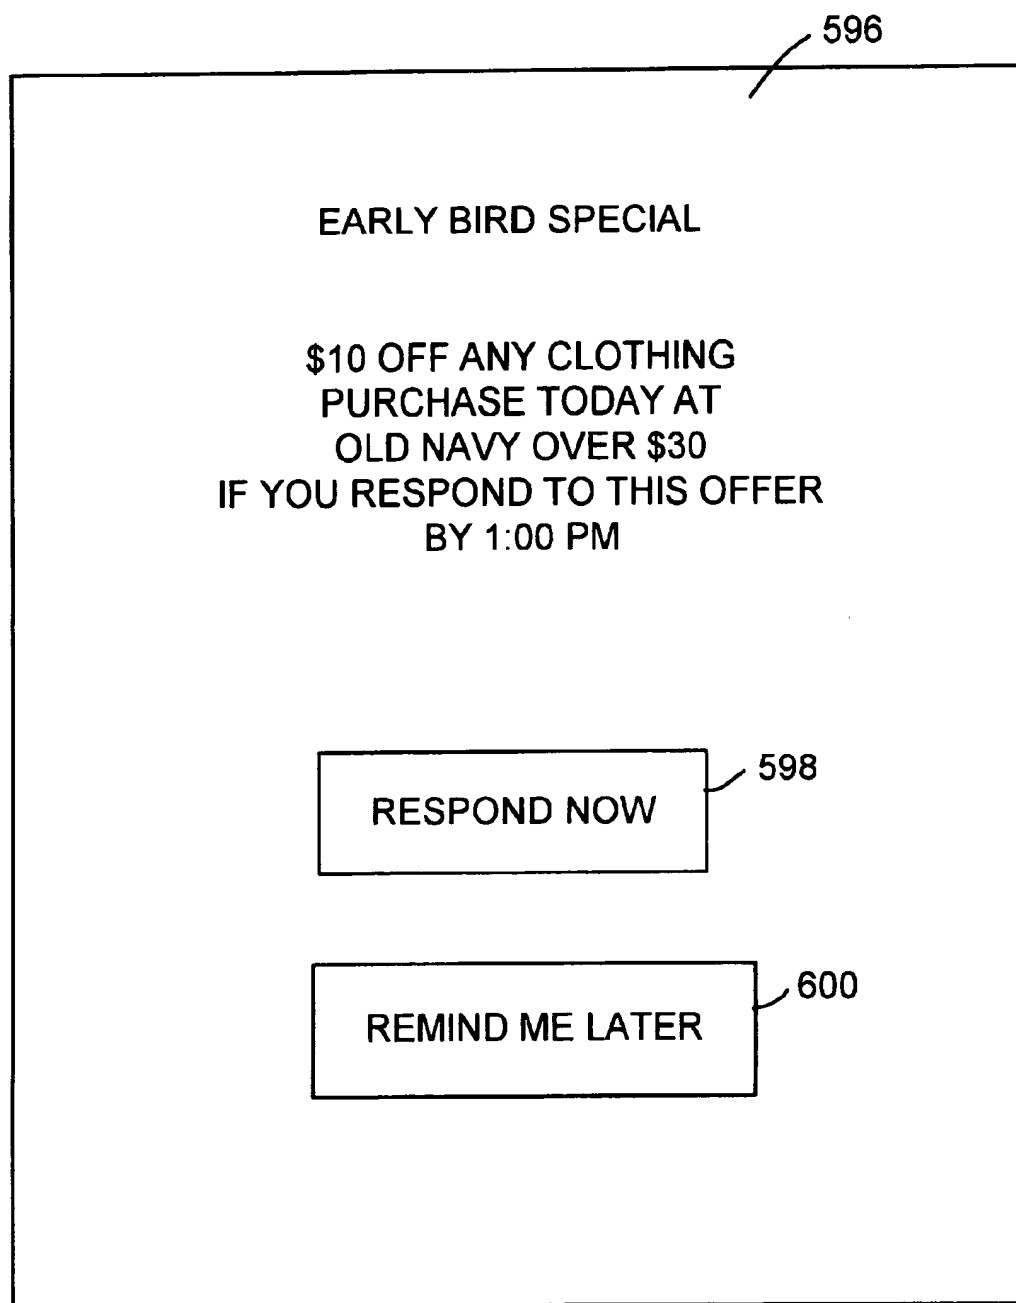 596
EARLY BIRD SPECIAL
$10 OFF ANY CLOTHING
PURCHASE TODAY AT
OLD NAVY OVER $30
IF YOU RESPOND TO THIS OFFER
BY 1:00 PM
598
RESPOND NOW
600
REMIND ME LATER